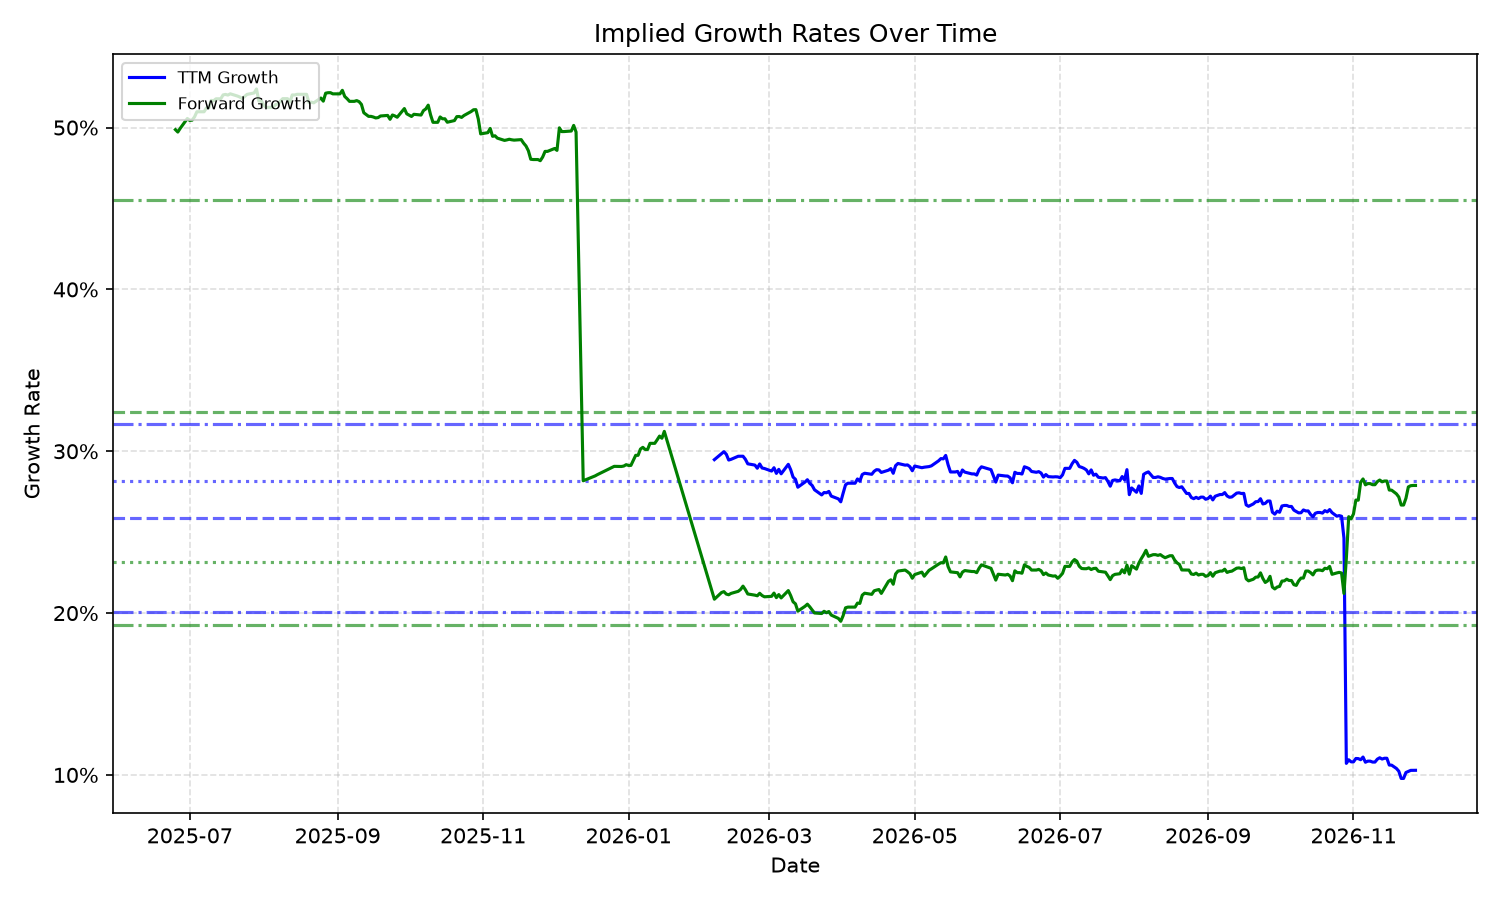 Implied Growth Rates Over Time
TTM Growth
Forward Growth
Growth Rate
50%
40%
30%
20%
10%
2025-07
2025-09
2025-11
2026-01
2026-03
2026-05
2026-07
2026-09
2026-11
Date